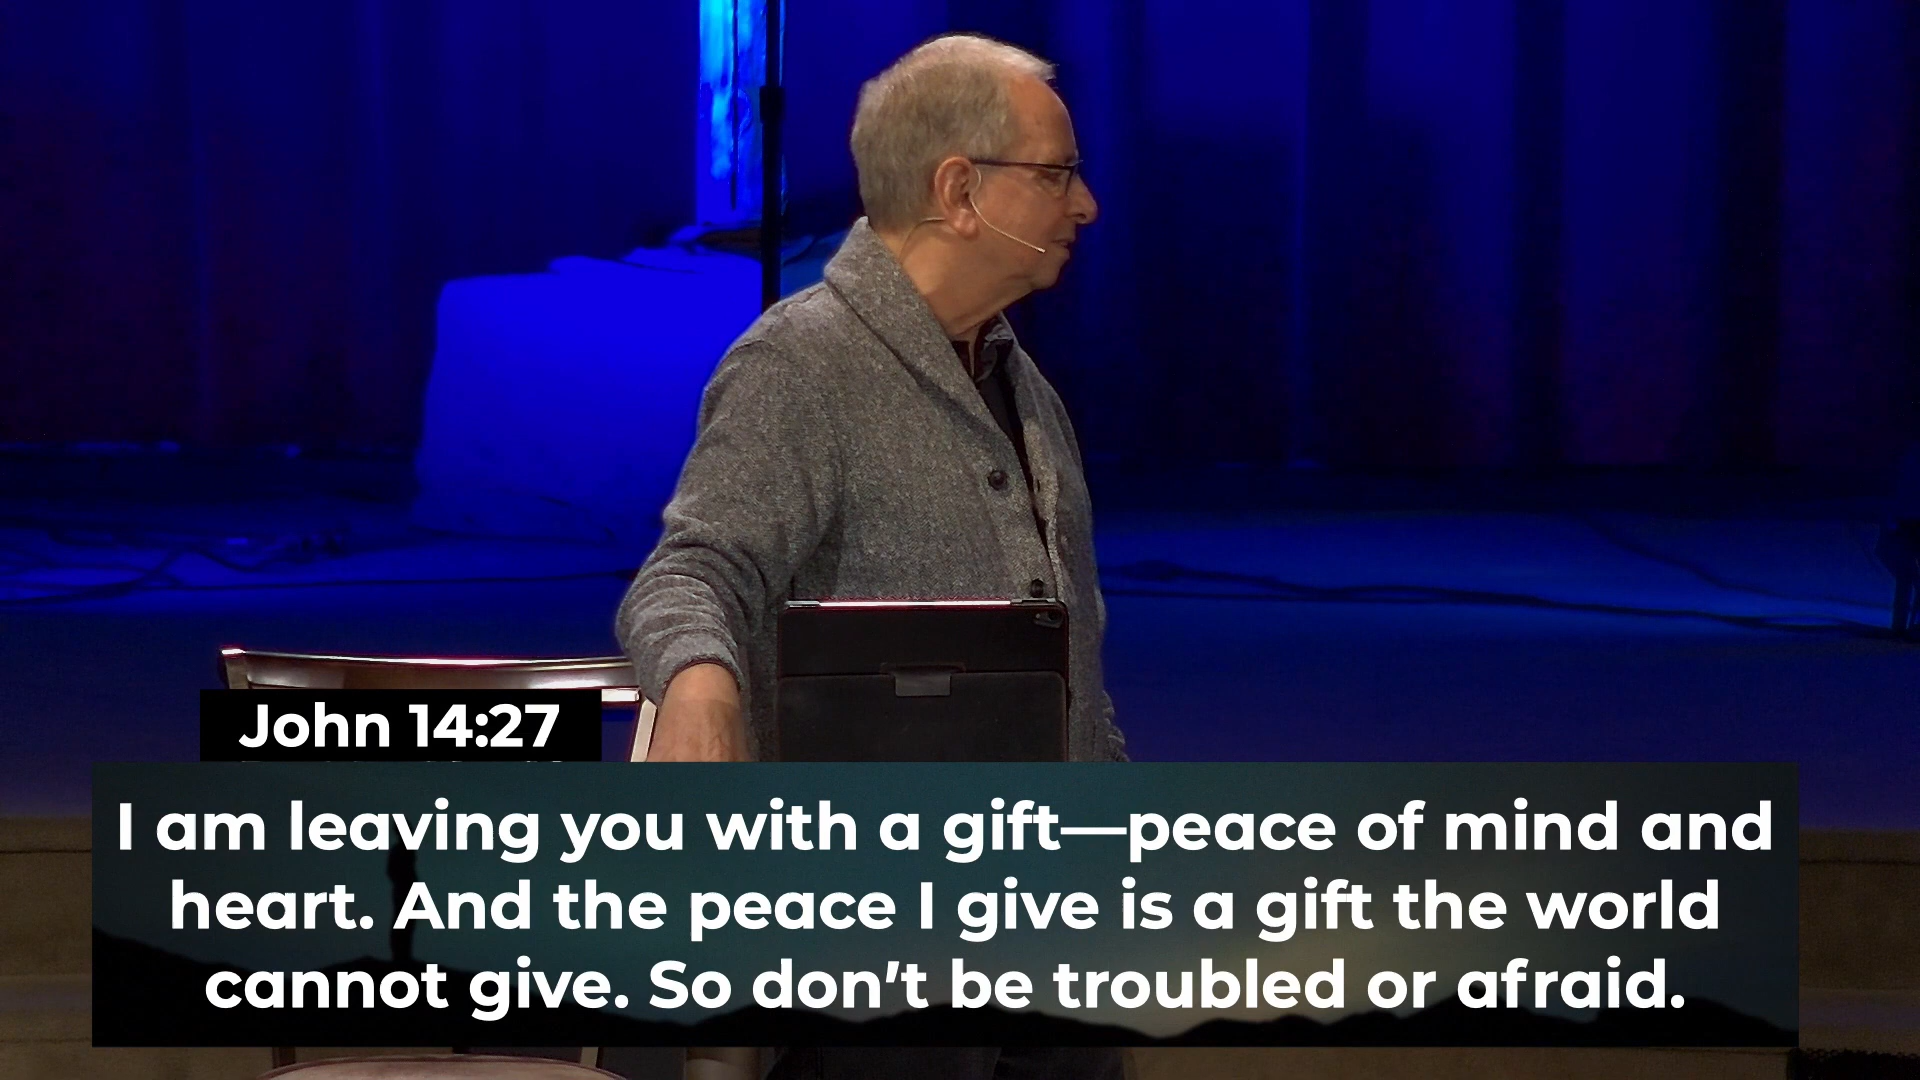 John 14:27
I am leaving you with a gift—peace of mind and
heart. And the peace I give is a gift the world
cannot give. So don't be troubled or afraid.